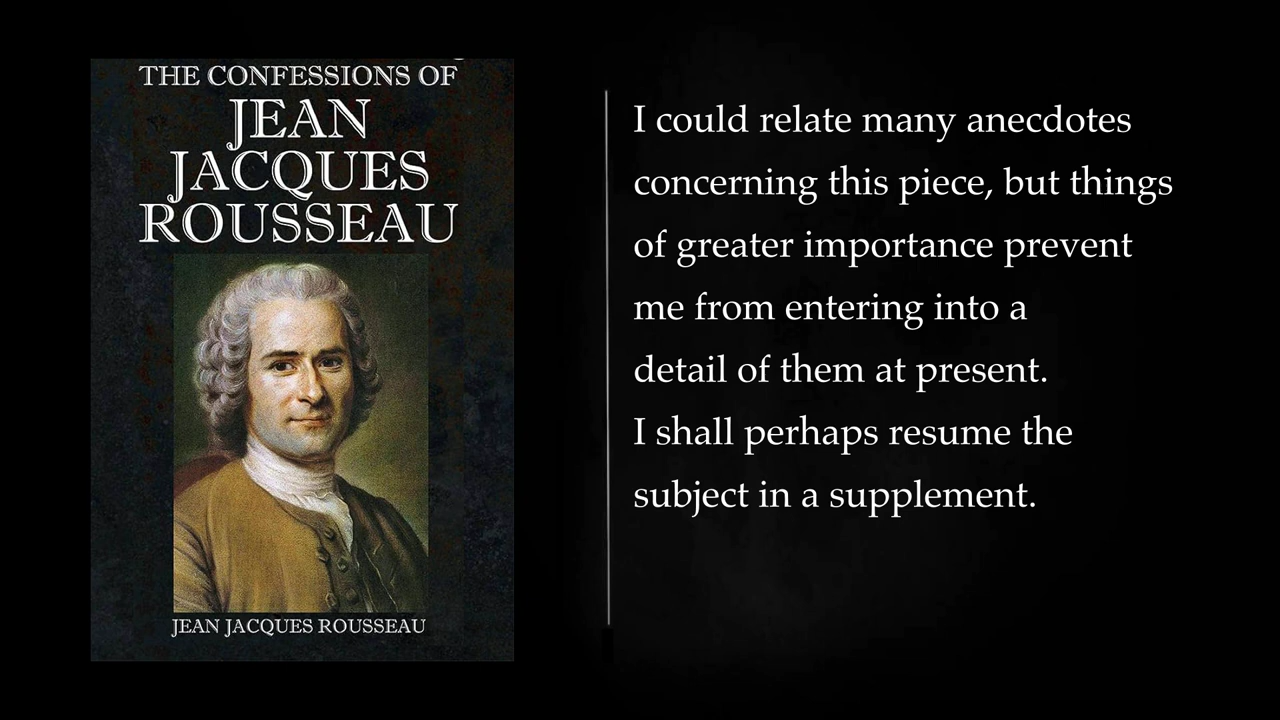 THE CONFESSIONS OF
JEAN
JACQUES
ROUSSEAU
JEAN JACQUES ROUSSEAU
I could relate many anecdotes
concerning this piece, but things
of greater importance prevent
me from entering into a
detail of them at present.
I shall perhaps resume the
subject in a supplement.